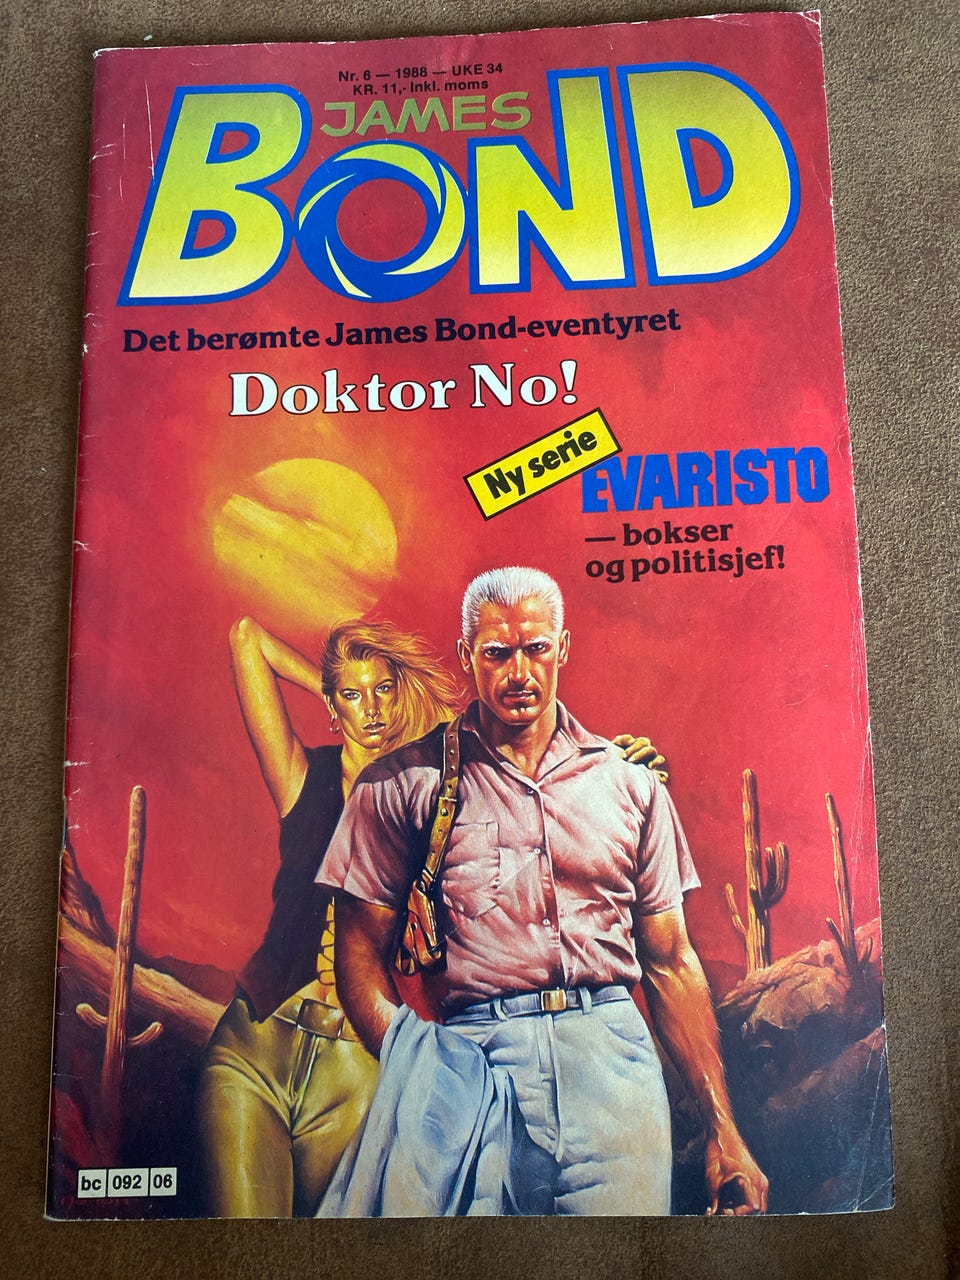 Nr. 6 — 1988 — UKE 34
KR. 11,- Inkl. moms
JAMES
BOND
Det berømte James Bond-eventyret
Doktor No!
Ny serie
EVARISTO
— bokser
og politisjef!
bc 092 06